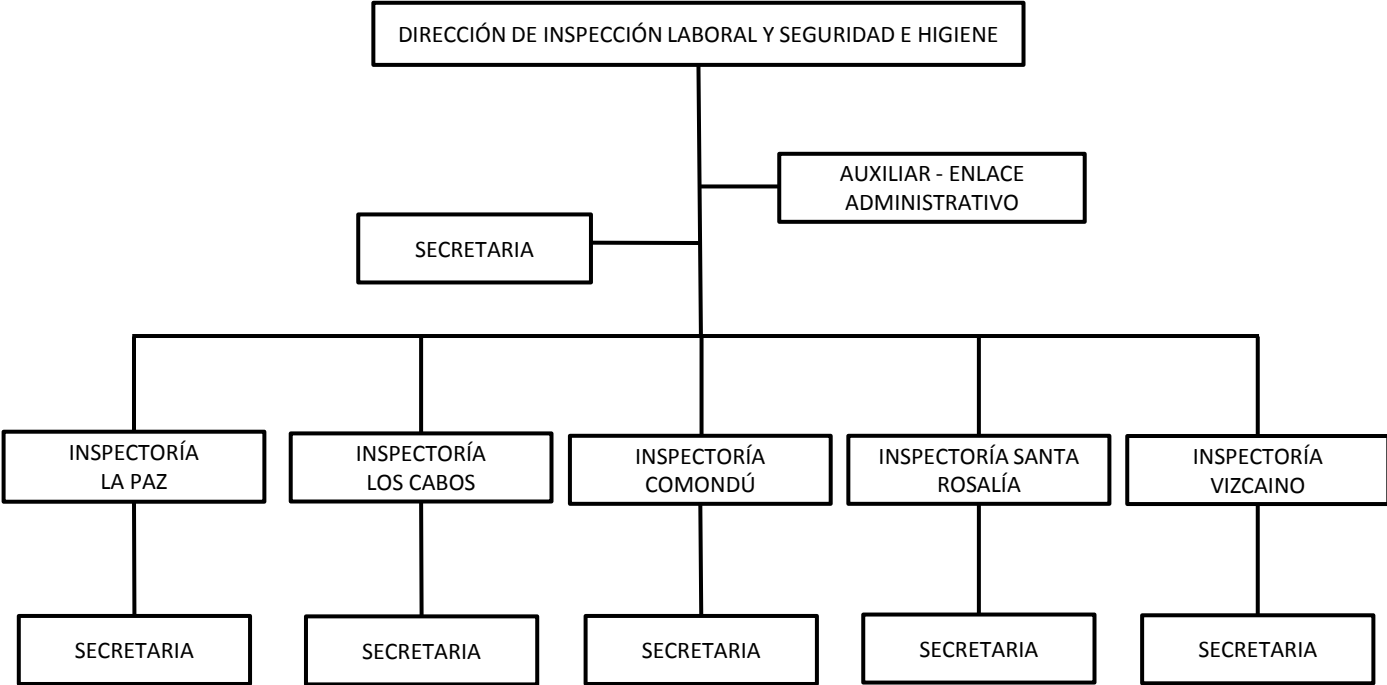 DIRECCIÓN DE INSPECCIÓN LABORAL Y SEGURIDAD E HIGIENE
AUXILIAR - ENLACE
ADMINISTRATIVO
SECRETARIA
INSPECTORÍA
LA PAZ
INSPECTORÍA
LOS CABOS
INSPECTORÍA
COMONDÚ
INSPECTORÍA SANTA
ROSALÍA
INSPECTORÍA
VIZCAINO
SECRETARIA
SECRETARIA
SECRETARIA
SECRETARIA
SECRETARIA